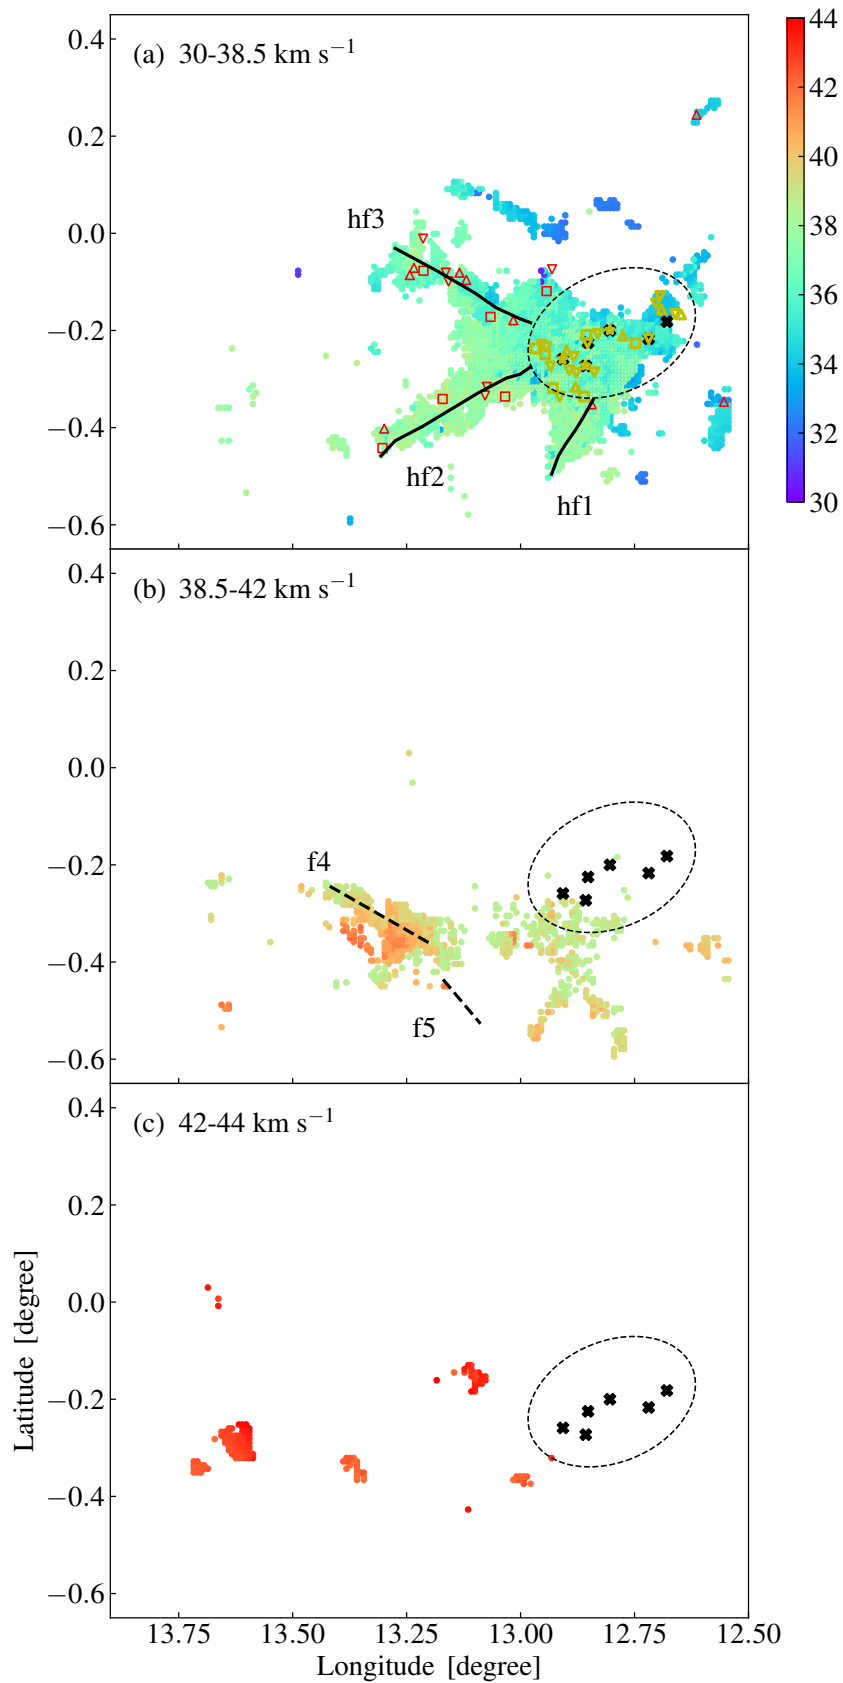 (a) 30-38.5 km s⁻¹
0.4
0.2
0.0
−0.2
−0.4
−0.6
hf3
hf2
hf1
44
42
40
38
36
34
32
30
(b) 38.5-42 km s⁻¹
0.4
0.2
0.0
−0.2
−0.4
−0.6
f4
f5
(c) 42-44 km s⁻¹
0.4
0.2
0.0
−0.2
−0.4
−0.6
Latitude [degree]
13.75 13.50 13.25 13.00 12.75 12.50
Longitude [degree]